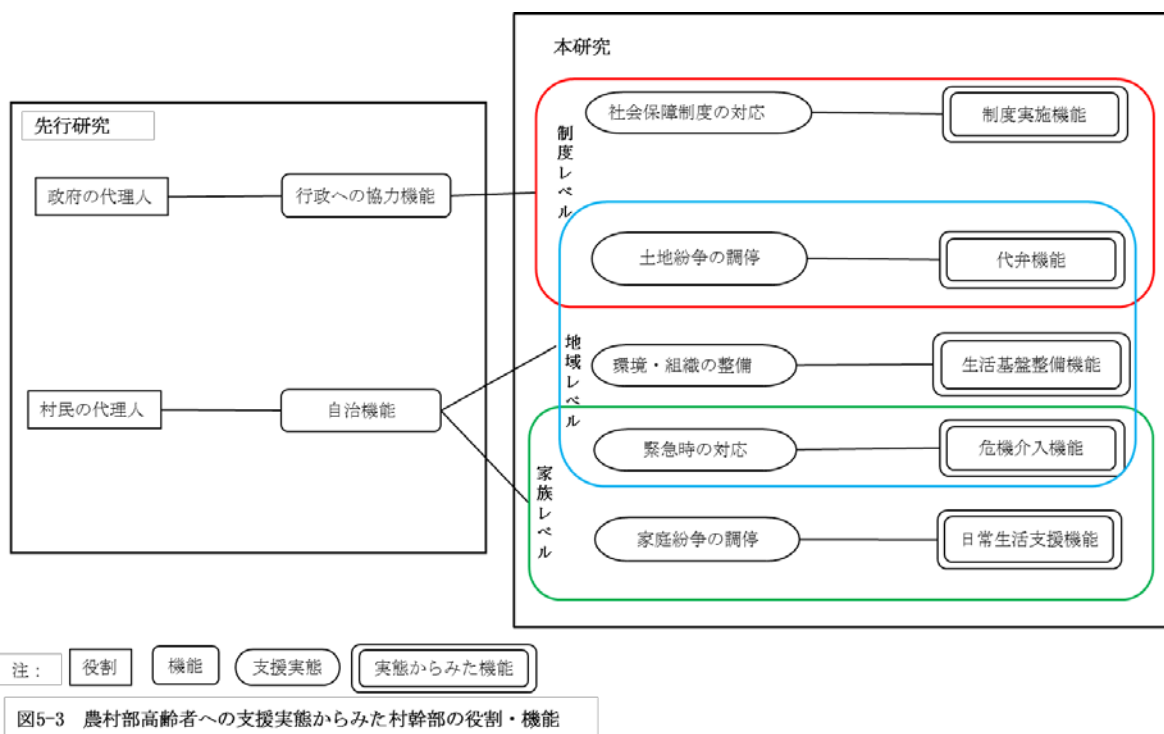 本研究
先行研究
政府の代理人
行政への協力機能
村民の代理人
自治機能
制度レベル
社会保障制度の対応
制度実施機能
土地紛争の調停
代弁機能
地域レベル
環境・組織の整備
生活基盤整備機能
緊急時の対応
危機介入機能
家族レベル
家庭紛争の調停
日常生活支援機能
注：
役割
機能
支援実態
実態からみた機能
図5-3 農村部高齢者への支援実態からみた村幹部の役割・機能